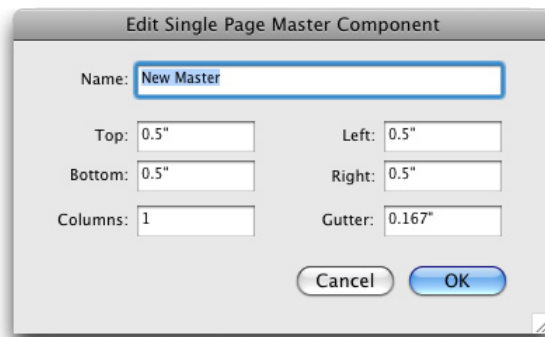 Edit Single Page Master Component
Name: New Master
Top: 0.5" Left: 0.5"
Bottom: 0.5" Right: 0.5"
Columns: 1 Gutter: 0.167"
Cancel OK